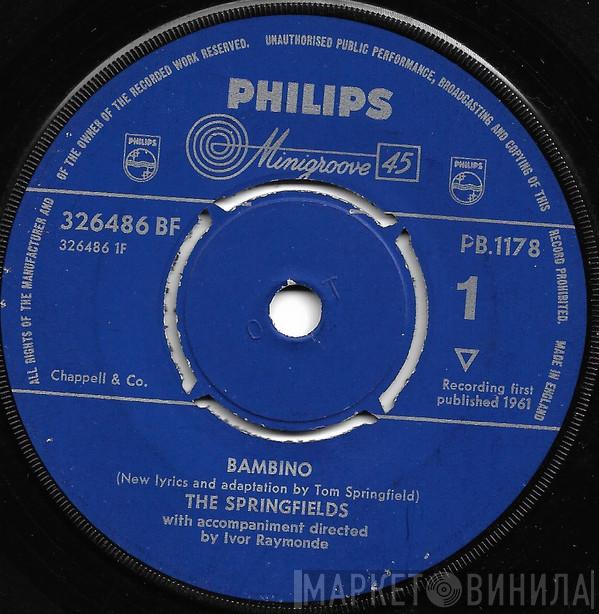 ALL RIGHTS OF THE MANUFACTURER AND OF THE OWNER OF THE RECORDED WORK RESERVED. UNAUTHORISED PUBLIC PERFORMANCE, BROADCASTING AND COPYING OF THIS RECORD PROHIBITED. MADE IN ENGLAND
PHILIPS
PHILIPS
Minigroove 45
PHILIPS
326486 BF
326486 1F
PB.1178
1
Chappell & Co.
Recording first
published 1961
BAMBINO
(New lyrics and adaptation by Tom Springfield)
THE SPRINGFIELDS
with accompaniment directed
by Ivor Raymonde
МАРКЕТ ВИНИЛА